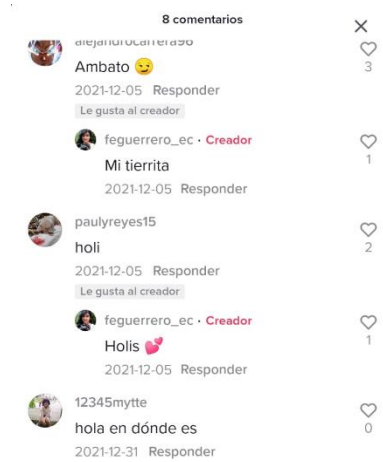 8 comentarios
alejandrocarrera96
Ambato 😏
3
2021-12-05 Responder
Le gusta al creador
feguerrero_ec · Creador
Mi tierrita
1
2021-12-05 Responder
paulyreyes15
holi
2
2021-12-05 Responder
Le gusta al creador
feguerrero_ec · Creador
Holis 💕
1
2021-12-05 Responder
12345mytte
hola en dónde es
0
2021-12-31 Responder